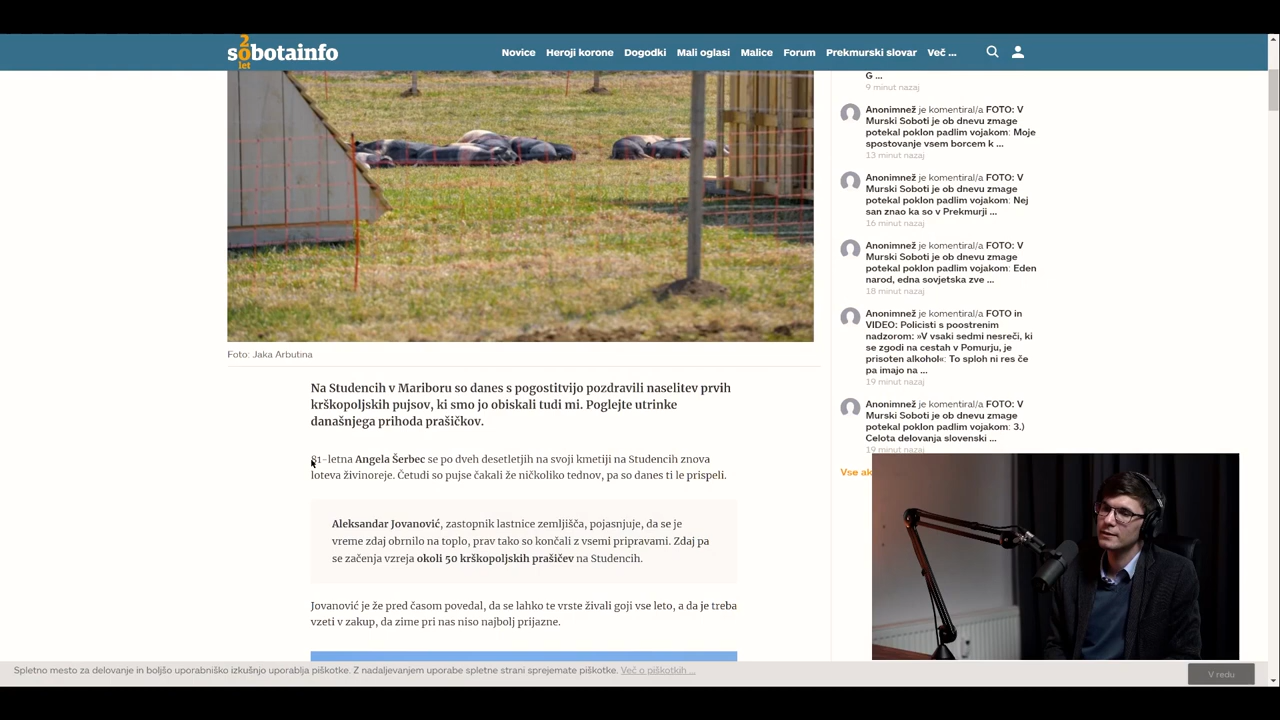 2
sobotainfo
let
Novice Heroji korone Dogodki Mali oglasi Malice Forum Prekmurski slovar Več ...
Foto: Jaka Arbutina
Na Studencih v Mariboru so danes s pogostitvijo pozdravili naselitev prvih
krškopoljskih pujsov, ki smo jo obiskali tudi mi. Poglejte utrinke
današnjega prihoda prašičkov.
81-letna Angela Šerbec se po dveh desetletjih na svoji kmetiji na Studencih znova
loteva živinoreje. Četudi so pujse čakali že ničkoliko tednov, pa so danes ti le prispeli.
Aleksandar Jovanović, zastopnik lastnice zemljišča, pojasnjuje, da se je
vreme zdaj obrnilo na toplo, prav tako so končali z vsemi pripravami. Zdaj pa
se začenja vzreja okoli 50 krškopoljskih prašičev na Studencih.
Jovanović je že pred časom povedal, da se lahko te vrste živali goji vse leto, a da je treba
vzeti v zakup, da zime pri nas niso najbolj prijazne.
G ...
9 minut nazaj
Anonimnež je komentiral/a FOTO: V
Murski Soboti je ob dnevu zmage
potekal poklon padlim vojakom: Moje
spostovanje vsem borcem k ...
13 minut nazaj
Anonimnež je komentiral/a FOTO: V
Murski Soboti je ob dnevu zmage
potekal poklon padlim vojakom: Nej
san znao ka so v Prekmurji ...
16 minut nazaj
Anonimnež je komentiral/a FOTO: V
Murski Soboti je ob dnevu zmage
potekal poklon padlim vojakom: Eden
narod, edna sovjetska zve ...
18 minut nazaj
Anonimnež je komentiral/a FOTO in
VIDEO: Policisti s poostrenim
nadzorom: »V vsaki sedmi nesreči, ki
se zgodi na cestah v Pomurju, je
prisoten alkohol«: To sploh ni res če
pa imajo na ...
19 minut nazaj
Anonimnež je komentiral/a FOTO: V
Murski Soboti je ob dnevu zmage
potekal poklon padlim vojakom: 3.)
Celota delovanja slovenski ...
19 minut nazaj
Vse ak
Spletno mesto za delovanje in boljšo uporabniško izkušnjo uporablja piškotke. Z nadaljevanjem uporabe spletne strani sprejemate piškotke. Več o piškotkih ...
V redu